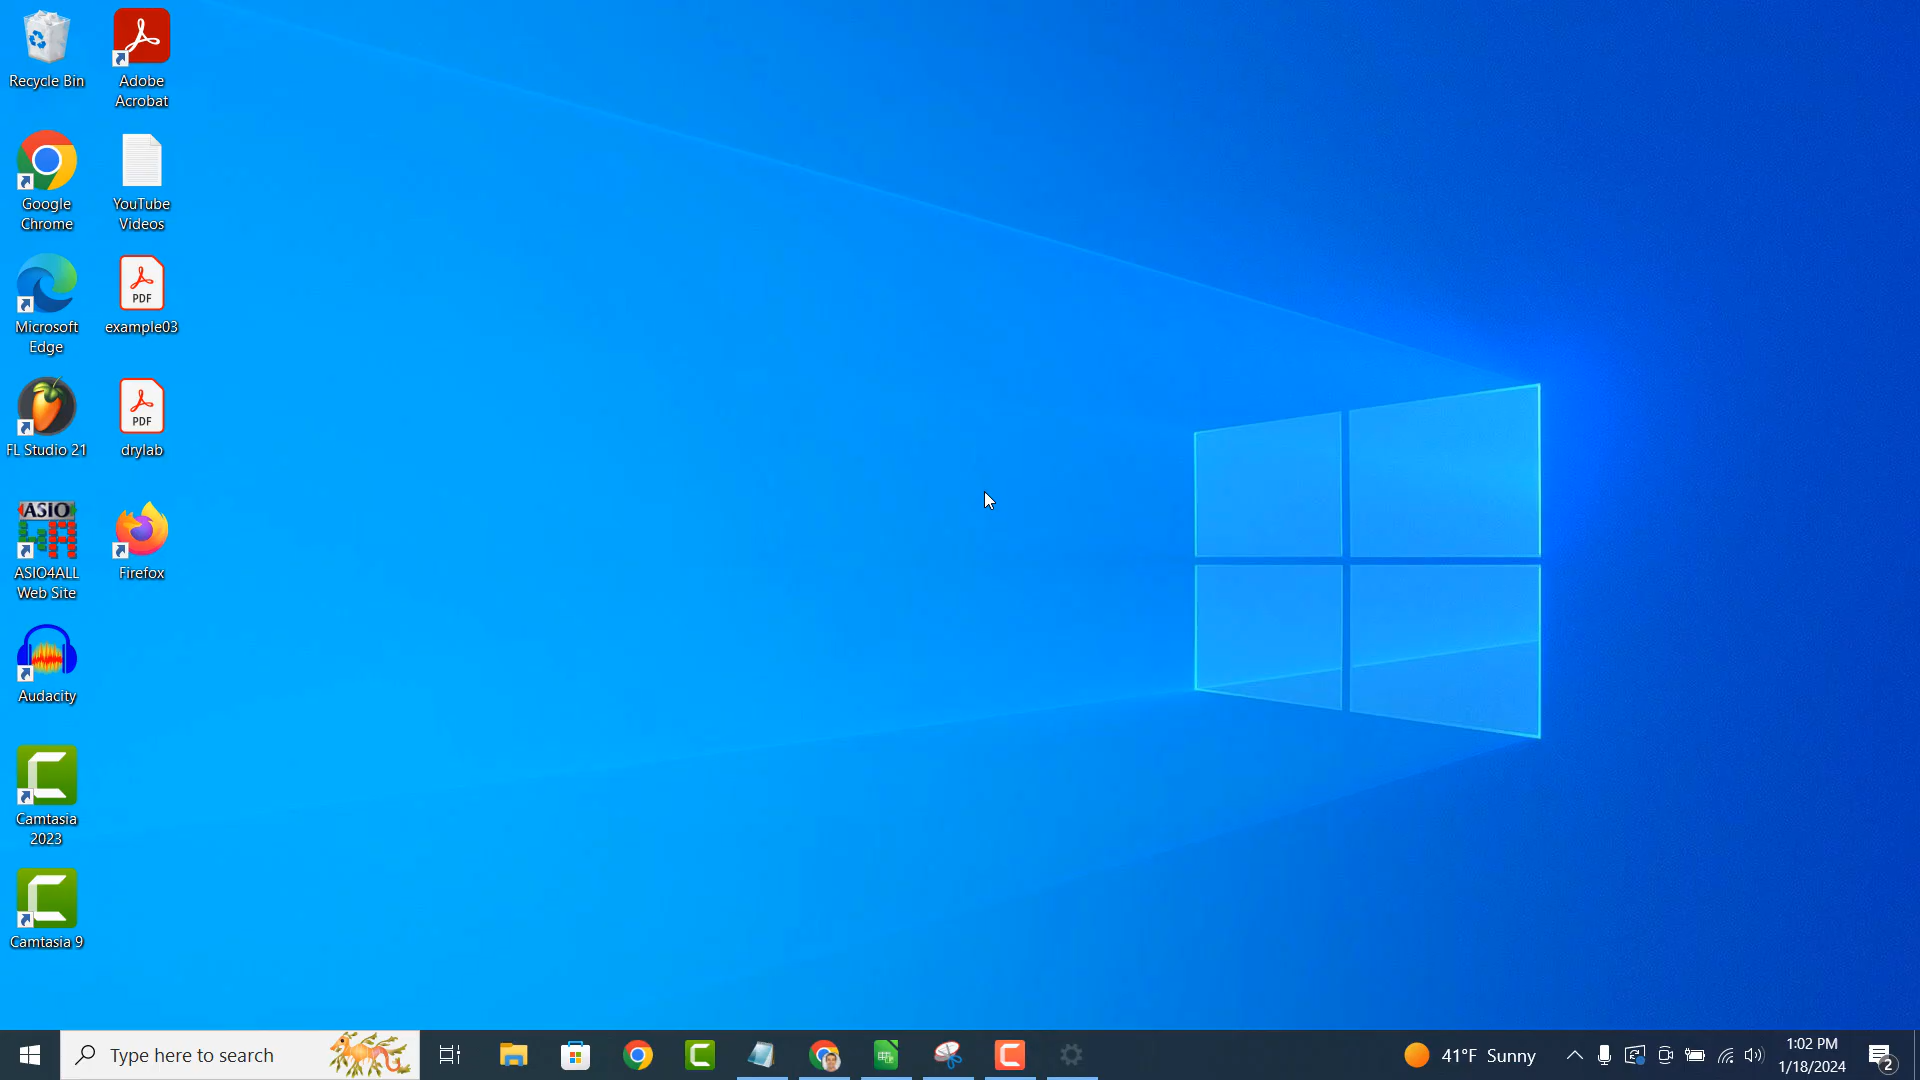 Recycle Bin
Adobe
Acrobat
Google
Chrome
YouTube
Videos
Microsoft
Edge
PDF
example03
FL Studio 21
PDF
drylab
ASIO
4A
ASIO4ALL
Web Site
Firefox
Audacity
Camtasia
2023
Camtasia 9
Type here to search
41°F Sunny
1:02 PM
1/18/2024
2